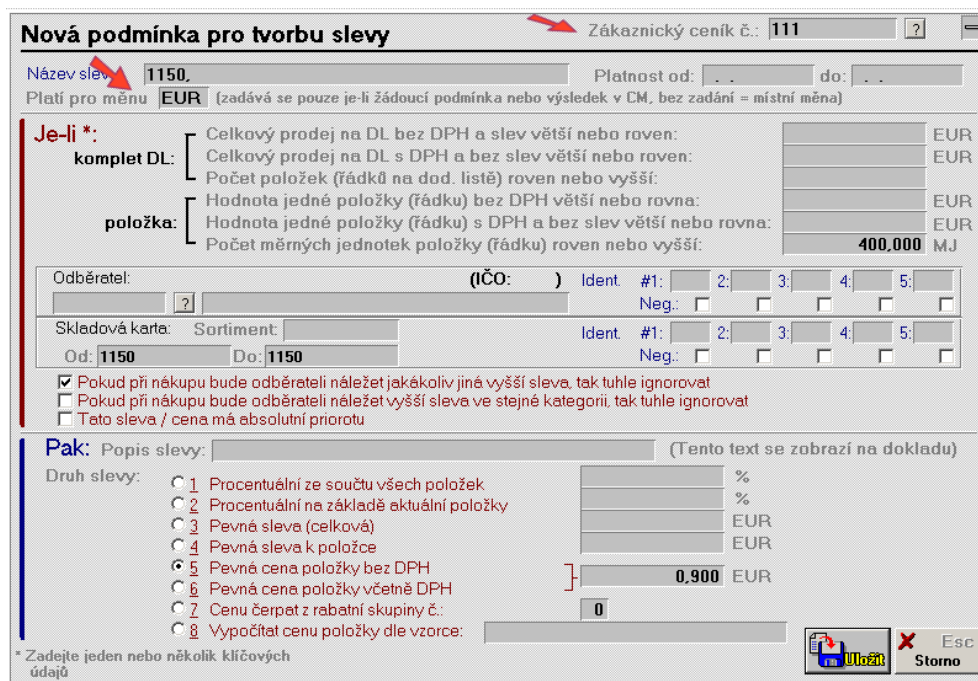 Nová podmínka pro tvorbu slevy
Zákaznický ceník č.: 111 ?
Název slev 1150,
Platnost od: . . do: . .
Platí pro měnu EUR (zadává se pouze je-li žádoucí podmínka nebo výsledek v CM, bez zadání = místní měna)
Je-li *:
komplet DL:
Celkový prodej na DL bez DPH a slev větší nebo roven: EUR
Celkový prodej na DL s DPH a bez slev větší nebo roven: EUR
Počet položek (řádků na dod. listě) roven nebo vyšší:
položka:
Hodnota jedné položky (řádku) bez DPH větší nebo rovna: EUR
Hodnota jedné položky (řádku) s DPH a bez slev větší nebo rovna: EUR
Počet měrných jednotek položky (řádku) roven nebo vyšší: 400,000 MJ
Odběratel: (IČO: ) Ident. #1: 2: 3: 4: 5:
? Neg.:
Skladová karta: Sortiment: Ident. #1: 2: 3: 4: 5:
Od: 1150 Do: 1150 Neg.:
Pokud při nákupu bude odběrateli náležet jakákoliv jiná vyšší sleva, tak tuhle ignorovat
Pokud při nákupu bude odběrateli náležet vyšší sleva ve stejné kategorii, tak tuhle ignorovat
Tato sleva / cena má absolutní priorotu
Pak: Popis slevy: (Tento text se zobrazí na dokladu)
Druh slevy:
1 Procentuální ze součtu všech položek %
2 Procentuální na základě aktuální položky %
3 Pevná sleva (celková) EUR
4 Pevná sleva k položce EUR
5 Pevná cena položky bez DPH
0,900 EUR
6 Pevná cena položky včetně DPH
7 Cenu čerpat z rabatní skupiny č.: 0
8 Vypočítat cenu položky dle vzorce:
* Zadejte jeden nebo několik klíčových
údajů
Uložit
Esc
Storno